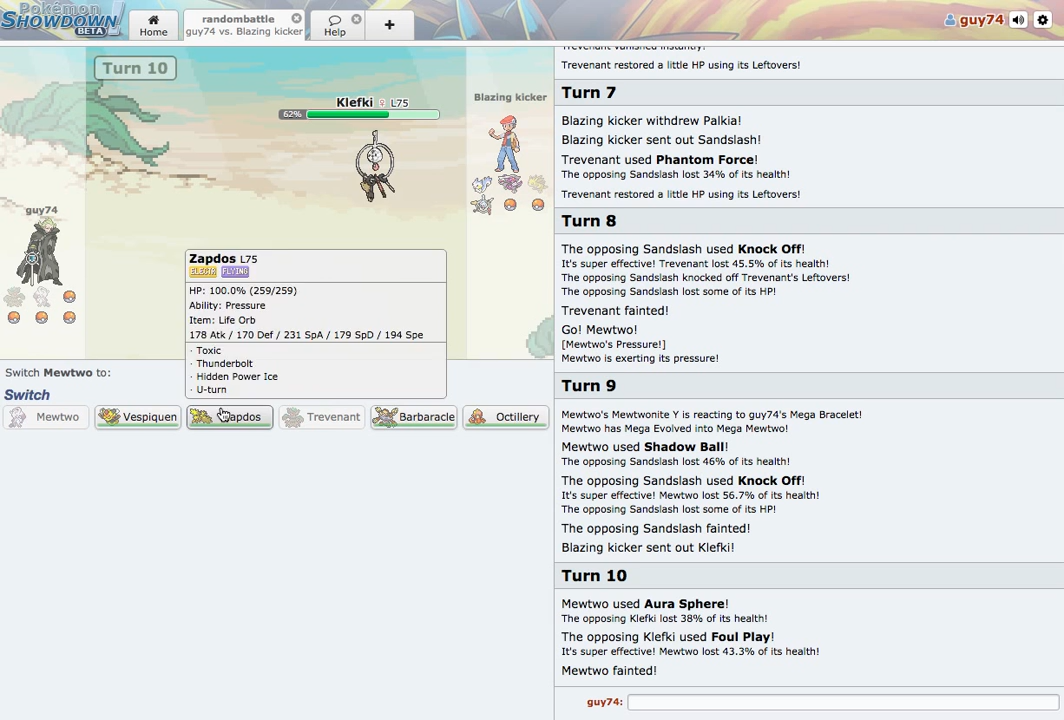 Pokémon
SHOWDOWN!
BETA
Home
randombattle
guy74 vs. Blazing kicker
Help
+
guy74
Turn 10
Klefki ♀ L75
62%
Blazing kicker
guy74
Zapdos L75
ELECTR FLYING
HP: 100.0% (259/259)
Ability: Pressure
Item: Life Orb
178 Atk / 170 Def / 231 SpA / 179 SpD / 194 Spe
· Toxic
· Thunderbolt
· Hidden Power Ice
· U-turn
Switch Mewtwo to:
Switch
Mewtwo
Vespiquen
Zapdos
Trevenant
Barbaracle
Octillery
Trevenant vanished instantly!
Trevenant restored a little HP using its Leftovers!
Turn 7
Blazing kicker withdrew Palkia!
Blazing kicker sent out Sandslash!
Trevenant used Phantom Force!
The opposing Sandslash lost 34% of its health!
Trevenant restored a little HP using its Leftovers!
Turn 8
The opposing Sandslash used Knock Off!
It's super effective! Trevenant lost 45.5% of its health!
The opposing Sandslash knocked off Trevenant's Leftovers!
The opposing Sandslash lost some of its HP!
Trevenant fainted!
Go! Mewtwo!
[Mewtwo's Pressure!]
Mewtwo is exerting its pressure!
Turn 9
Mewtwo's Mewtwonite Y is reacting to guy74's Mega Bracelet!
Mewtwo has Mega Evolved into Mega Mewtwo!
Mewtwo used Shadow Ball!
The opposing Sandslash lost 46% of its health!
The opposing Sandslash used Knock Off!
It's super effective! Mewtwo lost 56.7% of its health!
The opposing Sandslash lost some of its HP!
The opposing Sandslash fainted!
Blazing kicker sent out Klefki!
Turn 10
Mewtwo used Aura Sphere!
The opposing Klefki lost 38% of its health!
The opposing Klefki used Foul Play!
It's super effective! Mewtwo lost 43.3% of its health!
Mewtwo fainted!
guy74: